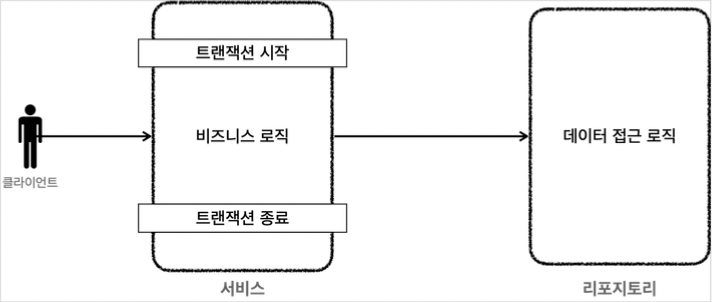 트랜잭션 시작
비즈니스 로직
데이터 접근 로직
클라이언트
트랜잭션 종료
서비스
리포지토리